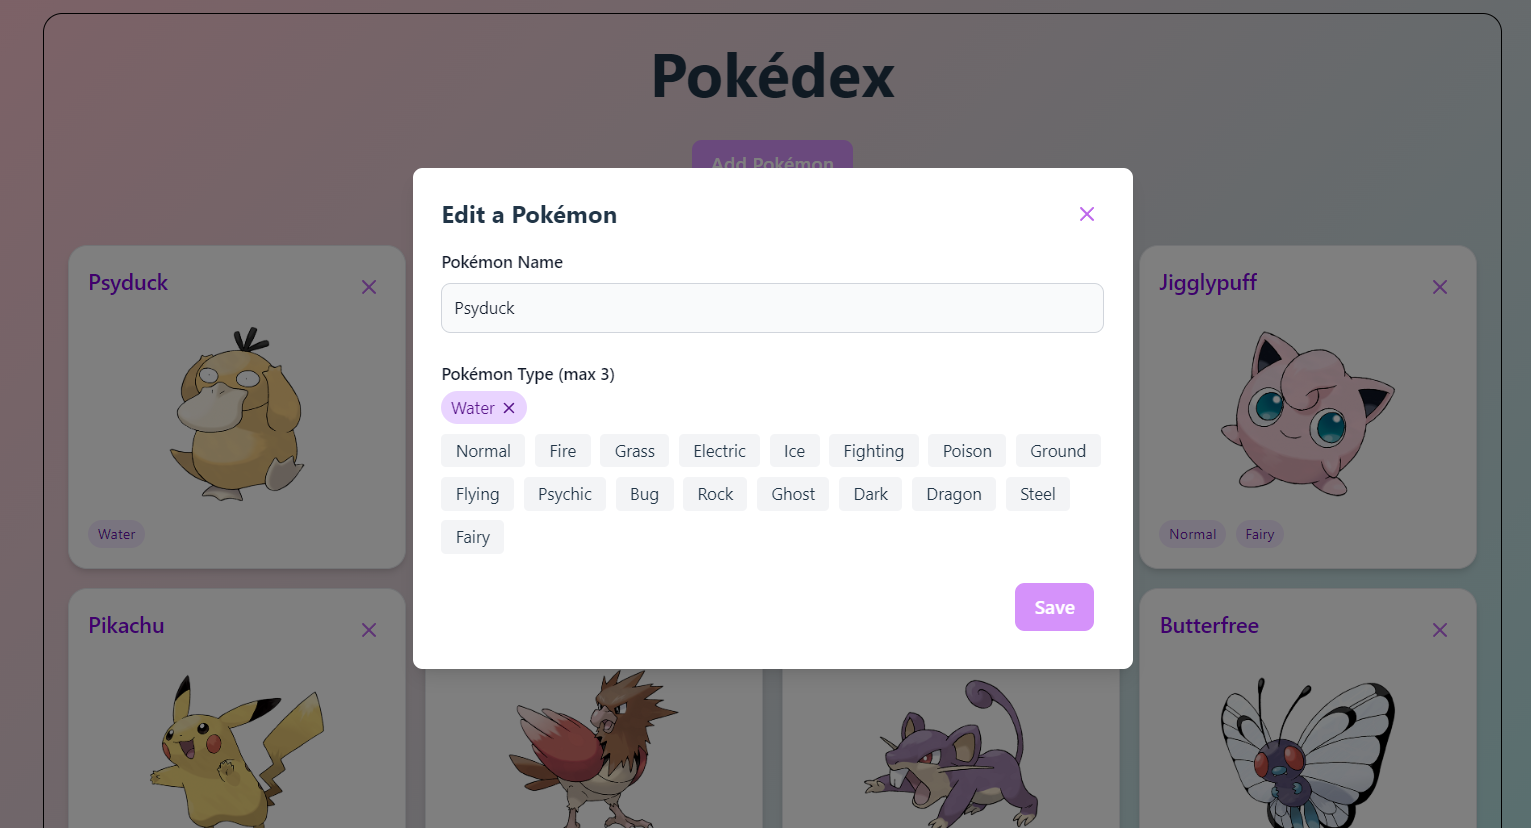 Pokédex
Add Pokémon
Edit a Pokémon
Pokémon Name
Psyduck
Pokémon Type (max 3)
Water
Normal Fire Grass Electric Ice Fighting Poison Ground
Flying Psychic Bug Rock Ghost Dark Dragon Steel
Fairy
Save
Psyduck
Water
Jigglypuff
Normal Fairy
Pikachu
Butterfree